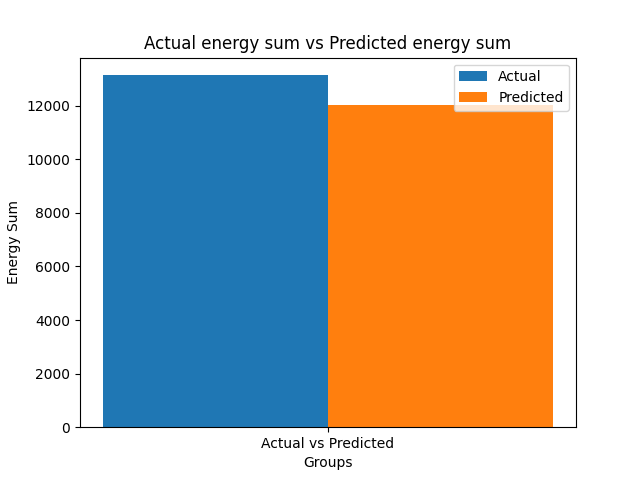 Actual energy sum vs Predicted energy sum
Actual
Predicted
12000
10000
8000
6000
4000
2000
0
Energy Sum
Actual vs Predicted
Groups